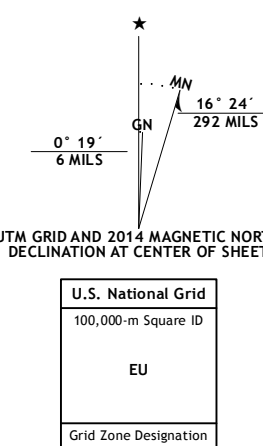 ★
MN
16° 24´
292 MILS
GN
0° 19´
6 MILS
UTM GRID AND 2014 MAGNETIC NORT
DECLINATION AT CENTER OF SHEET
U.S. National Grid
100,000-m Square ID
EU
Grid Zone Designation